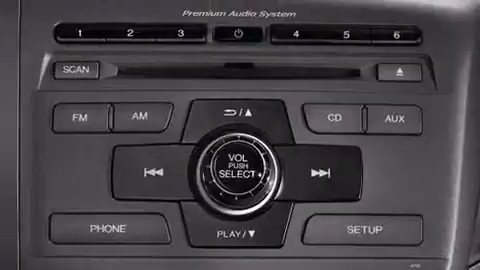 Premium Audio System
1 2 3 4 5 6
SCAN
FM AM CD AUX
VOL
PUSH
SELECT
PHONE SETUP
PLAY/